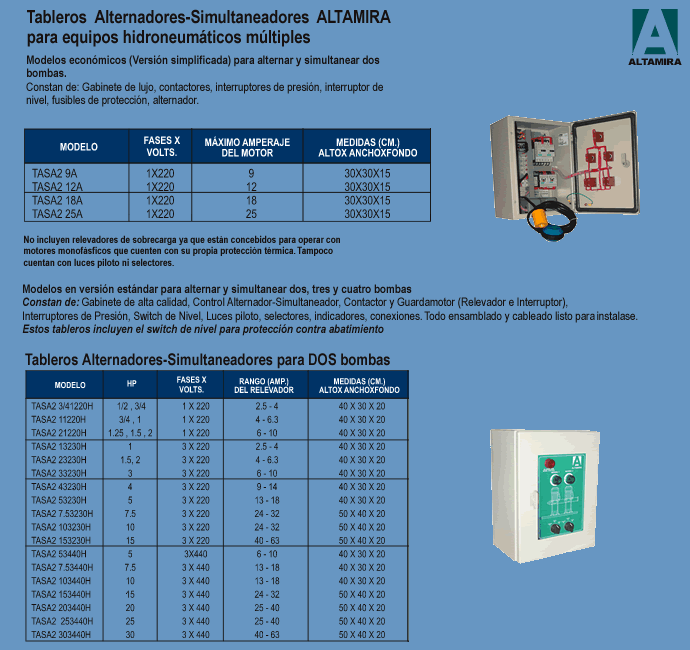 Tableros Alternadores-Simultaneadores ALTAMIRA
para equipos hidroneumáticos múltiples
ALTAMIRA
Modelos económicos (Versión simplificada) para alternar y simultanear dos
bombas.
Constan de: Gabinete de lujo, contactores, interruptores de presión, interruptor de
nivel, fusibles de protección, alternador.
MODELO FASES X VOLTS. MÁXIMO AMPERAJE DEL MOTOR MEDIDAS (CM.) ALTOX ANCHOXFONDO
TASA2 9A 1X220 9 30X30X15
TASA2 12A 1X220 12 30X30X15
TASA2 18A 1X220 18 30X30X15
TASA2 25A 1X220 25 30X30X15
No incluyen relevadores de sobrecarga ya que están concebidos para operar con
motores monofásficos que cuenten con su propia protección térmica. Tampoco
cuentan con luces piloto ni selectores.
Modelos en versión estándar para alternar y simultanear dos, tres y cuatro bombas
Constan de: Gabinete de alta calidad, Control Alternador-Simultaneador, Contactor y Guardamotor (Relevador e Interruptor),
Interruptores de Presión, Switch de Nivel, Luces piloto, selectores, indicadores, conexiones. Todo ensamblado y cableado listo para instalase.
Estos tableros incluyen el switch de nivel para protección contra abatimiento
Tableros Alternadores-Simultaneadores para DOS bombas
MODELO HP FASES X VOLTS. RANGO (AMP.) DEL RELEVADOR MEDIDAS (CM.) ALTOX ANCHOXFONDO
TASA2 3/41220H 1/2 , 3/4 1 X 220 2.5 - 4 40 X 30 X 20
TASA2 11220H 3/4 , 1 1 X 220 4 - 6.3 40 X 30 X 20
TASA2 21220H 1.25 , 1.5 , 2 1 X 220 6 - 10 40 X 30 X 20
TASA2 13230H 1 3 X 220 2.5 - 4 40 X 30 X 20
TASA2 23230H 1.5, 2 3 X 220 4 - 6.3 40 X 30 X 20
TASA2 33230H 3 3 X 220 6 - 10 40 X 30 X 20
TASA2 43230H 4 3 X 220 9 - 14 40 X 30 X 20
TASA2 53230H 5 3 X 220 13 - 18 40 X 30 X 20
TASA2 7.53230H 7.5 3 X 220 24 - 32 50 X 40 X 20
TASA2 103230H 10 3 X 220 24 - 32 50 X 40 X 20
TASA2 153230H 15 3 X 220 40 - 63 50 X 40 X 20
TASA2 53440H 5 3X440 6 - 10 40 X 30 X 20
TASA2 7.53440H 7.5 3 X 440 13 - 18 40 X 30 X 20
TASA2 103440H 10 3 X 440 13 - 18 40 X 30 X 20
TASA2 153440H 15 3 X 440 24 - 32 50 X 40 X 20
TASA2 203440H 20 3 X 440 25 - 40 50 X 40 X 20
TASA2 253440H 25 3 X 440 25 - 40 50 X 40 X 20
TASA2 303440H 30 3 X 440 40 - 63 50 X 40 X 20